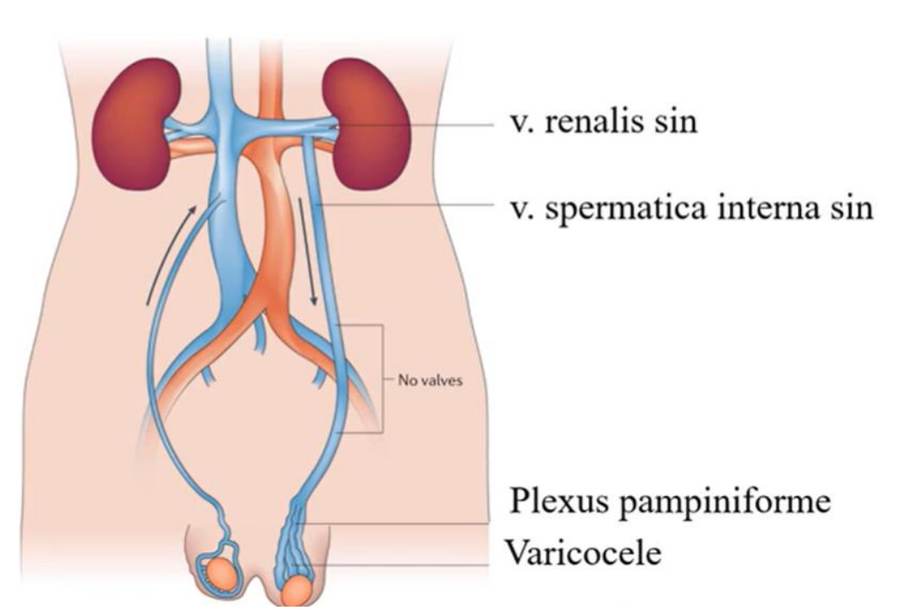 v. renalis sin
v. spermatica interna sin
No valves
Plexus pampiniforme
Varicocele